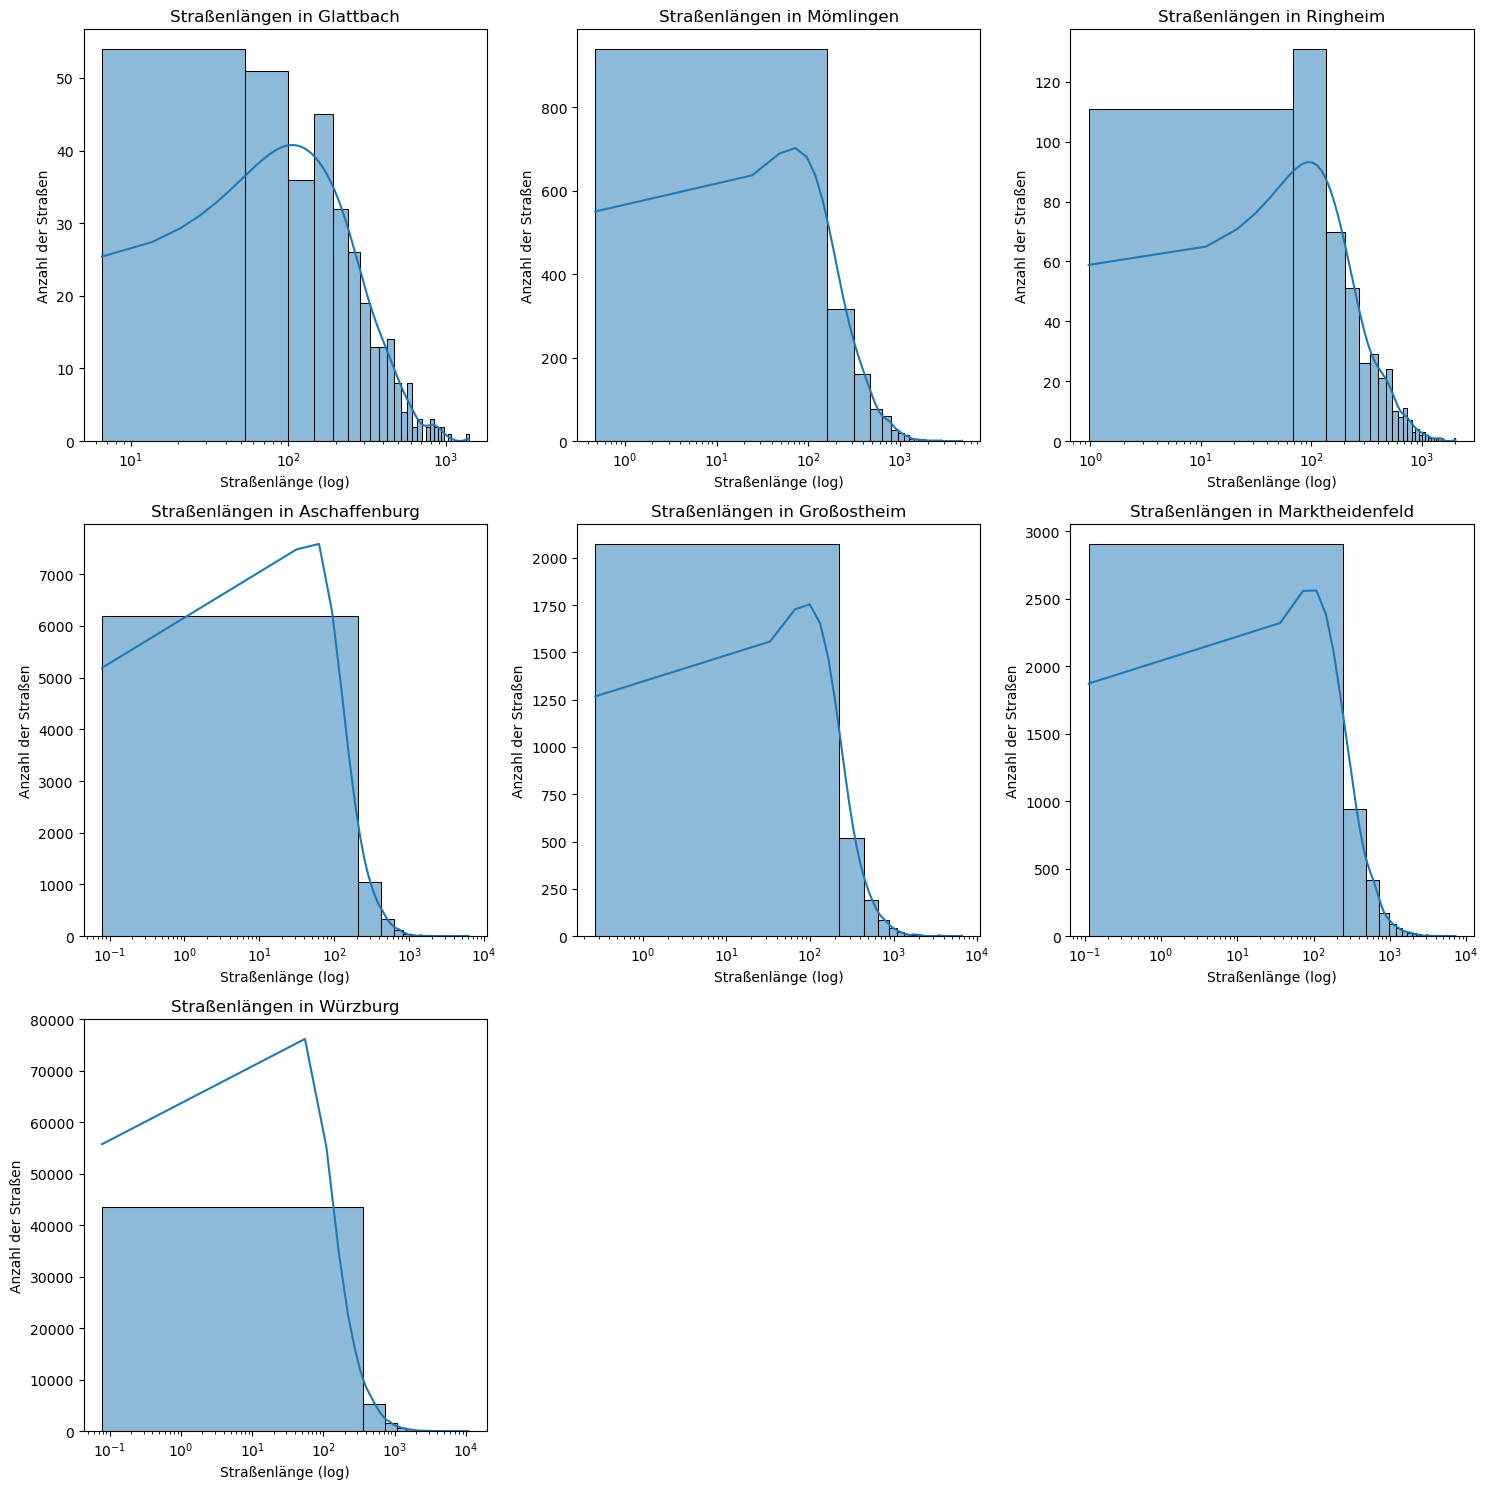 Straßenlängen in Glattbach
Anzahl der Straßen
50
40
30
20
10
0
10¹ 10² 10³
Straßenlänge (log)
Straßenlängen in Mömlingen
Anzahl der Straßen
800
600
400
200
0
10⁰ 10¹ 10² 10³
Straßenlänge (log)
Straßenlängen in Ringheim
Anzahl der Straßen
120
100
80
60
40
20
0
10⁰ 10¹ 10² 10³
Straßenlänge (log)
Straßenlängen in Aschaffenburg
Anzahl der Straßen
7000
6000
5000
4000
3000
2000
1000
0
10⁻¹ 10⁰ 10¹ 10² 10³ 10⁴
Straßenlänge (log)
Straßenlängen in Großostheim
Anzahl der Straßen
2000
1750
1500
1250
1000
750
500
250
0
10⁰ 10¹ 10² 10³ 10⁴
Straßenlänge (log)
Straßenlängen in Marktheidenfeld
Anzahl der Straßen
3000
2500
2000
1500
1000
500
0
10⁻¹ 10⁰ 10¹ 10² 10³ 10⁴
Straßenlänge (log)
Straßenlängen in Würzburg
Anzahl der Straßen
80000
70000
60000
50000
40000
30000
20000
10000
0
10⁻¹ 10⁰ 10¹ 10² 10³ 10⁴
Straßenlänge (log)